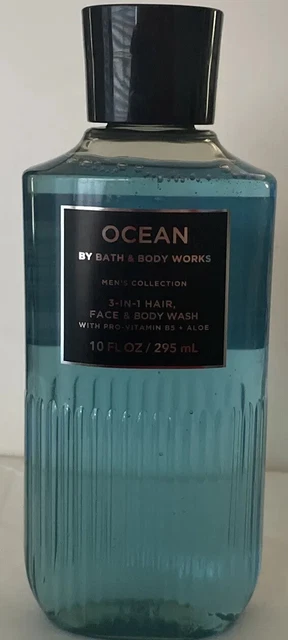 OCEAN
BY BATH & BODY WORKS
MEN'S COLLECTION
3-IN-1 HAIR,
FACE & BODY WASH
WITH PRO-VITAMIN B5 + ALOE
10 FL OZ / 295 mL